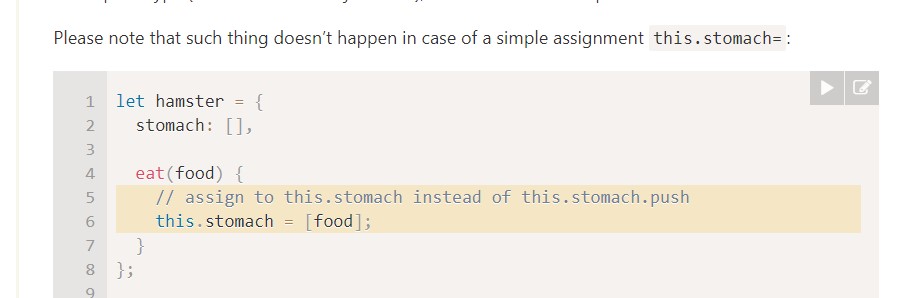 Please note that such thing doesn’t happen in case of a simple assignment this.stomach= :
1 let hamster = {
2 stomach: [],
3
4 eat(food) {
5 // assign to this.stomach instead of this.stomach.push
6 this.stomach = [food];
7 }
8 };
9